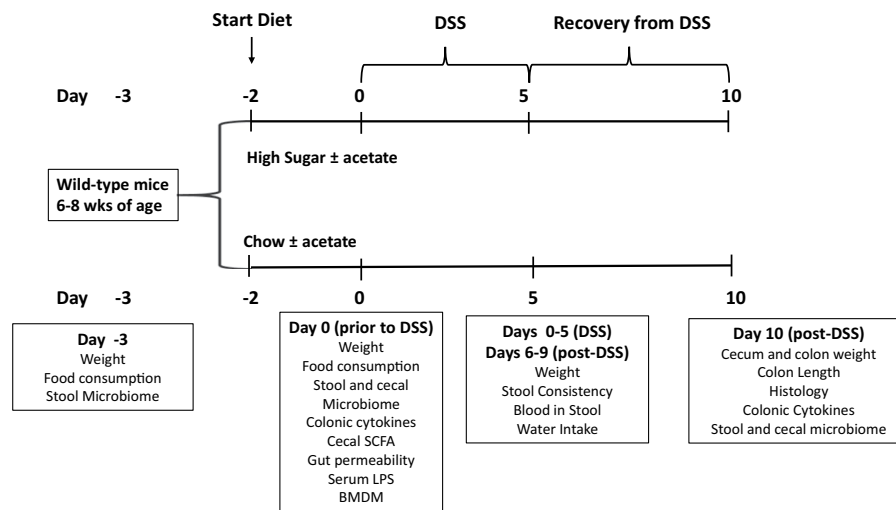 Start Diet
DSS
Recovery from DSS
Day -3 -2 0 5 10
High Sugar ± acetate
Wild-type mice
6-8 wks of age
Chow ± acetate
Day -3 -2 0 5 10
Day -3
Weight
Food consumption
Stool Microbiome
Day 0 (prior to DSS)
Weight
Food consumption
Stool and cecal
Microbiome
Colonic cytokines
Cecal SCFA
Gut permeability
Serum LPS
BMDM
Days 0-5 (DSS)
Days 6-9 (post-DSS)
Weight
Stool Consistency
Blood in Stool
Water Intake
Day 10 (post-DSS)
Cecum and colon weight
Colon Length
Histology
Colonic Cytokines
Stool and cecal microbiome